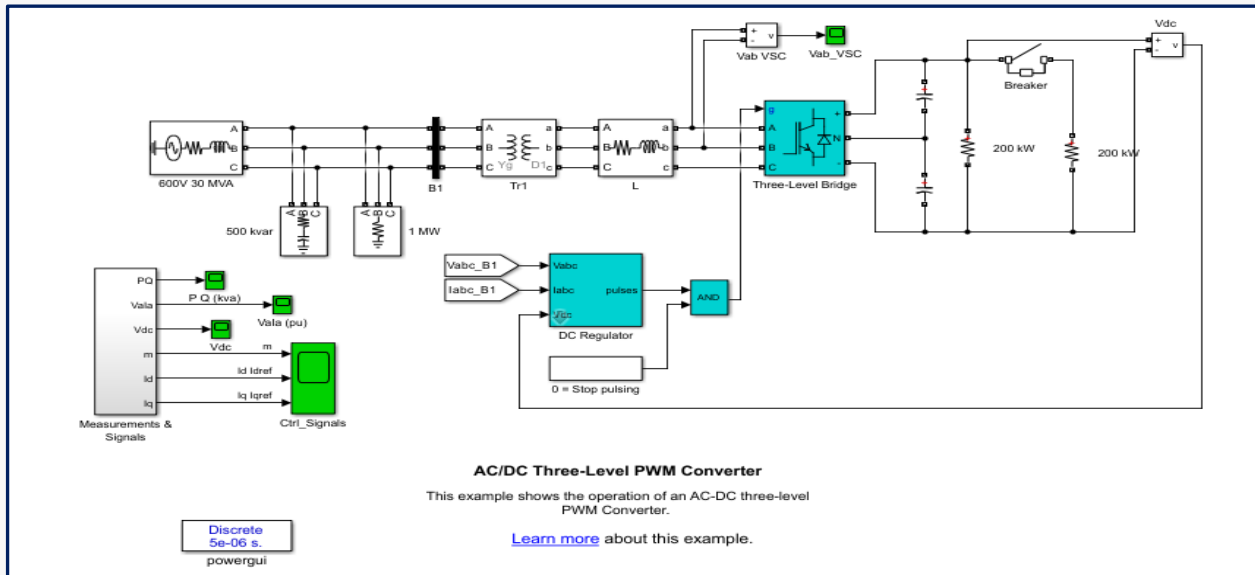 Vdc
+
-
v
Vab VSC
Vab_VSC
Breaker
g
A
B
C
+
N
-
Three-Level Bridge
200 kW
200 kW
A
B
C
600V 30 MVA
B1
A
B
C
Yg
D1
a
b
c
Tr1
A
B
C
a
b
c
L
+
-
v
A
B
C
500 kvar
A
B
C
1 MW
Vabc_B1
Iabc_B1
Vabc
Iabc
pulses
DC Regulator
AND
0 = Stop pulsing
PQ
Vala
Vdc
m
Id
Iq
P Q (kva)
Vala (pu)
Vdc
m
Id Idref
Iq Iqref
Measurements &
Signals
Ctrl_Signals
AC/DC Three-Level PWM Converter
This example shows the operation of an AC-DC three-level
PWM Converter.
Learn more about this example.
Discrete
5e-06 s.
powergui